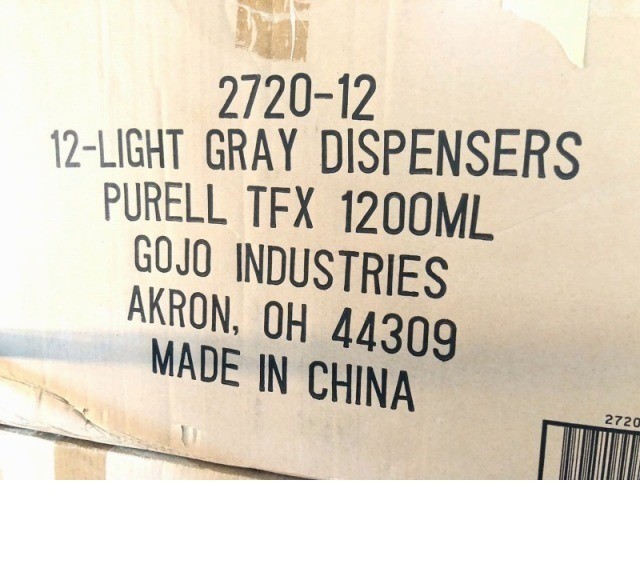 2720-12
12-LIGHT GRAY DISPENSERS
PURELL TFX 1200ML
GOJO INDUSTRIES
AKRON, OH 44309
MADE IN CHINA
2720